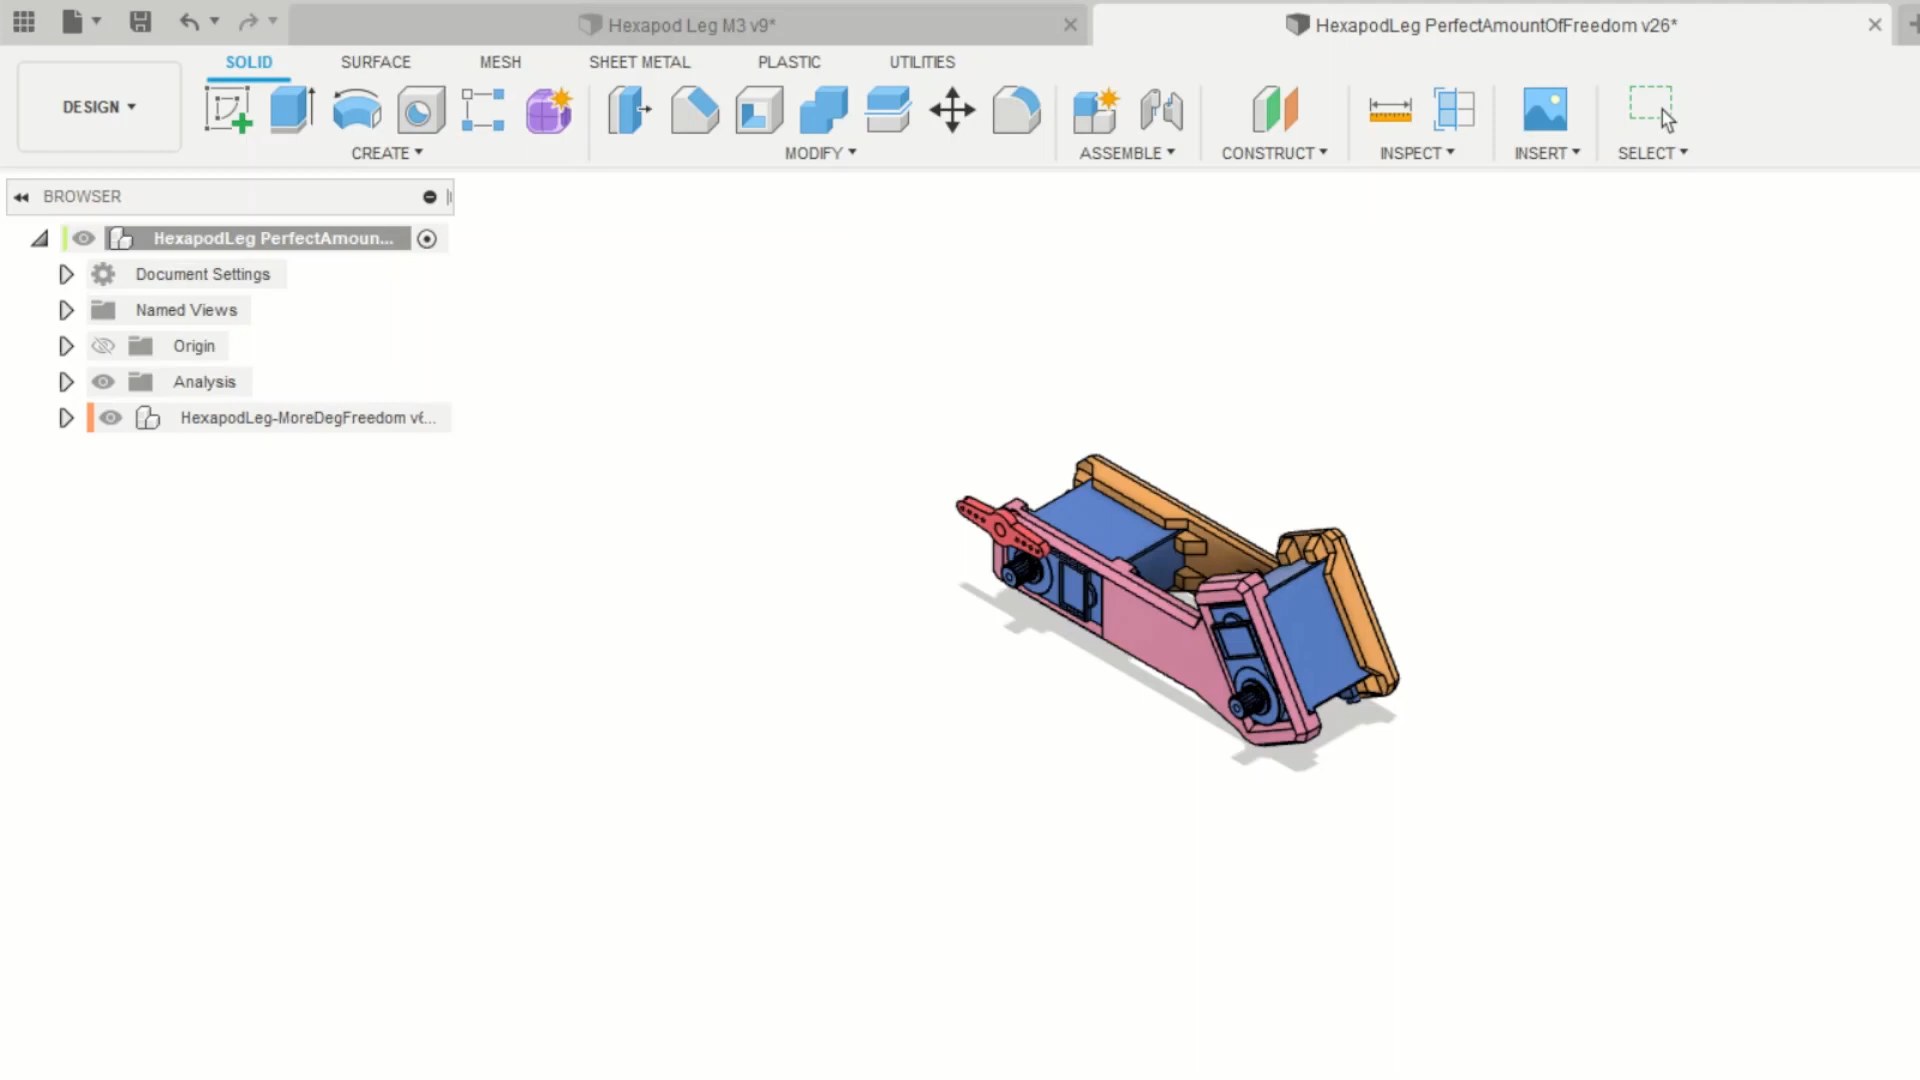 Hexapod Leg M3 v9*
HexapodLeg PerfectAmountOfFreedom v26*
SOLID
SURFACE
MESH
SHEET METAL
PLASTIC
UTILITIES
DESIGN
CREATE
MODIFY
ASSEMBLE
CONSTRUCT
INSPECT
INSERT
SELECT
BROWSER
HexapodLeg PerfectAmoun...
Document Settings
Named Views
Origin
Analysis
HexapodLeg-MoreDegFreedom v6...